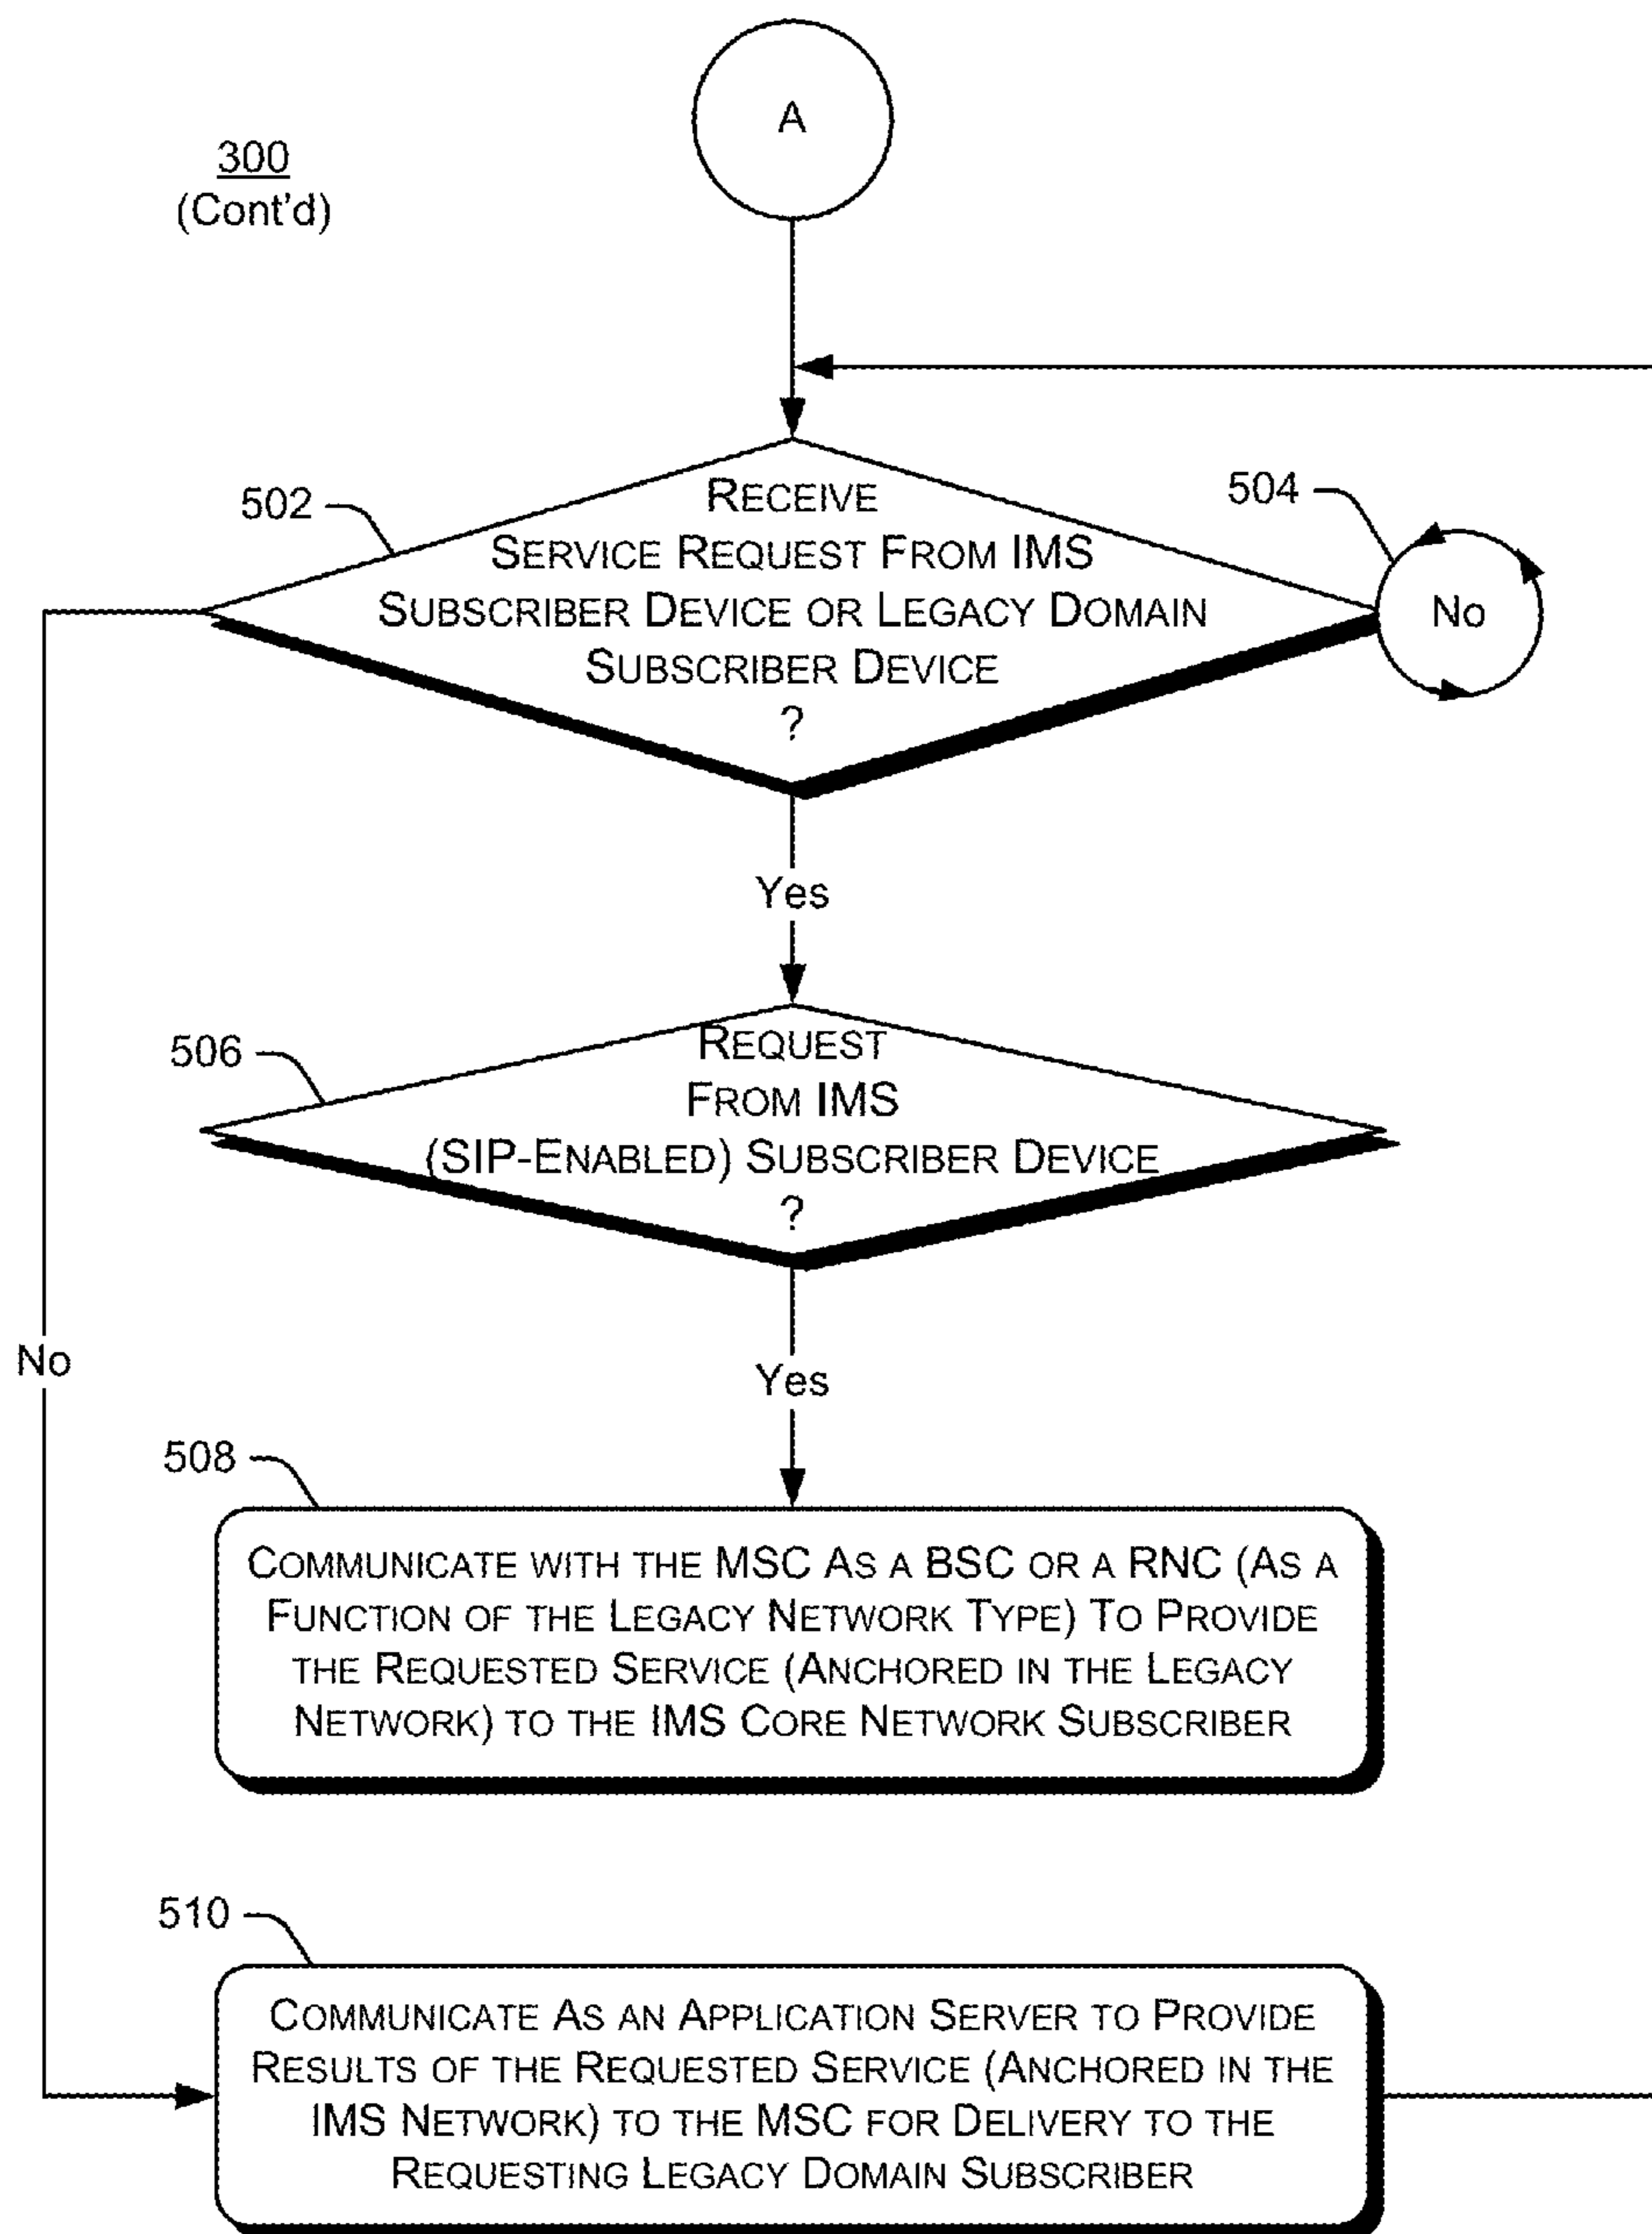 A
300
(Cont'd)
502
RECEIVE
SERVICE REQUEST FROM IMS
SUBSCRIBER DEVICE OR LEGACY DOMAIN
SUBSCRIBER DEVICE
?
504
No
Yes
506
REQUEST
FROM IMS
(SIP-ENABLED) SUBSCRIBER DEVICE
?
No
Yes
508
COMMUNICATE WITH THE MSC AS A BSC OR A RNC (AS A
FUNCTION OF THE LEGACY NETWORK TYPE) TO PROVIDE
THE REQUESTED SERVICE (ANCHORED IN THE LEGACY
NETWORK) TO THE IMS CORE NETWORK SUBSCRIBER
510
COMMUNICATE AS AN APPLICATION SERVER TO PROVIDE
RESULTS OF THE REQUESTED SERVICE (ANCHORED IN THE
IMS NETWORK) TO THE MSC FOR DELIVERY TO THE
REQUESTING LEGACY DOMAIN SUBSCRIBER